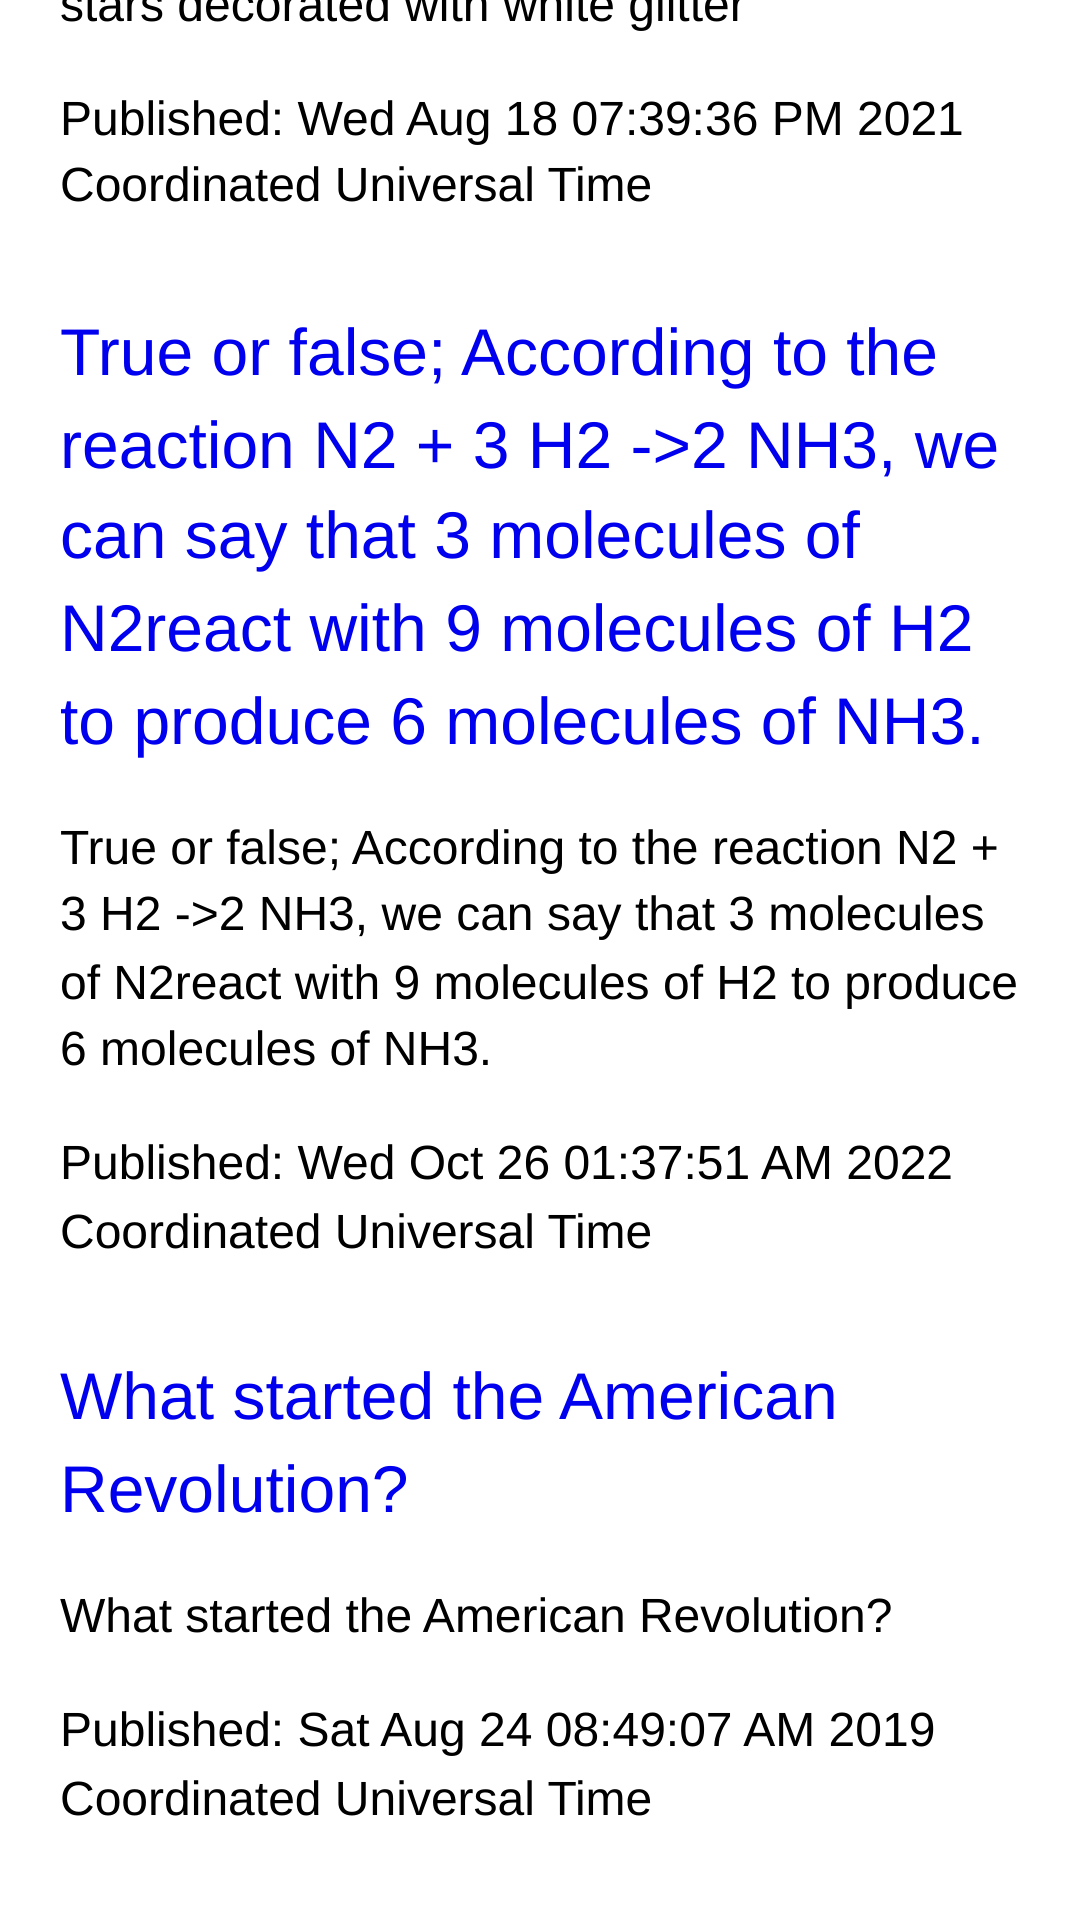 stars decorated with white glitter
Published: Wed Aug 18 07:39:36 PM 2021
Coordinated Universal Time
True or false; According to the
reaction N2 + 3 H2 ->2 NH3, we
can say that 3 molecules of
N2react with 9 molecules of H2
to produce 6 molecules of NH3.
True or false; According to the reaction N2 +
3 H2 ->2 NH3, we can say that 3 molecules
of N2react with 9 molecules of H2 to produce
6 molecules of NH3.
Published: Wed Oct 26 01:37:51 AM 2022
Coordinated Universal Time
What started the American
Revolution?
What started the American Revolution?
Published: Sat Aug 24 08:49:07 AM 2019
Coordinated Universal Time